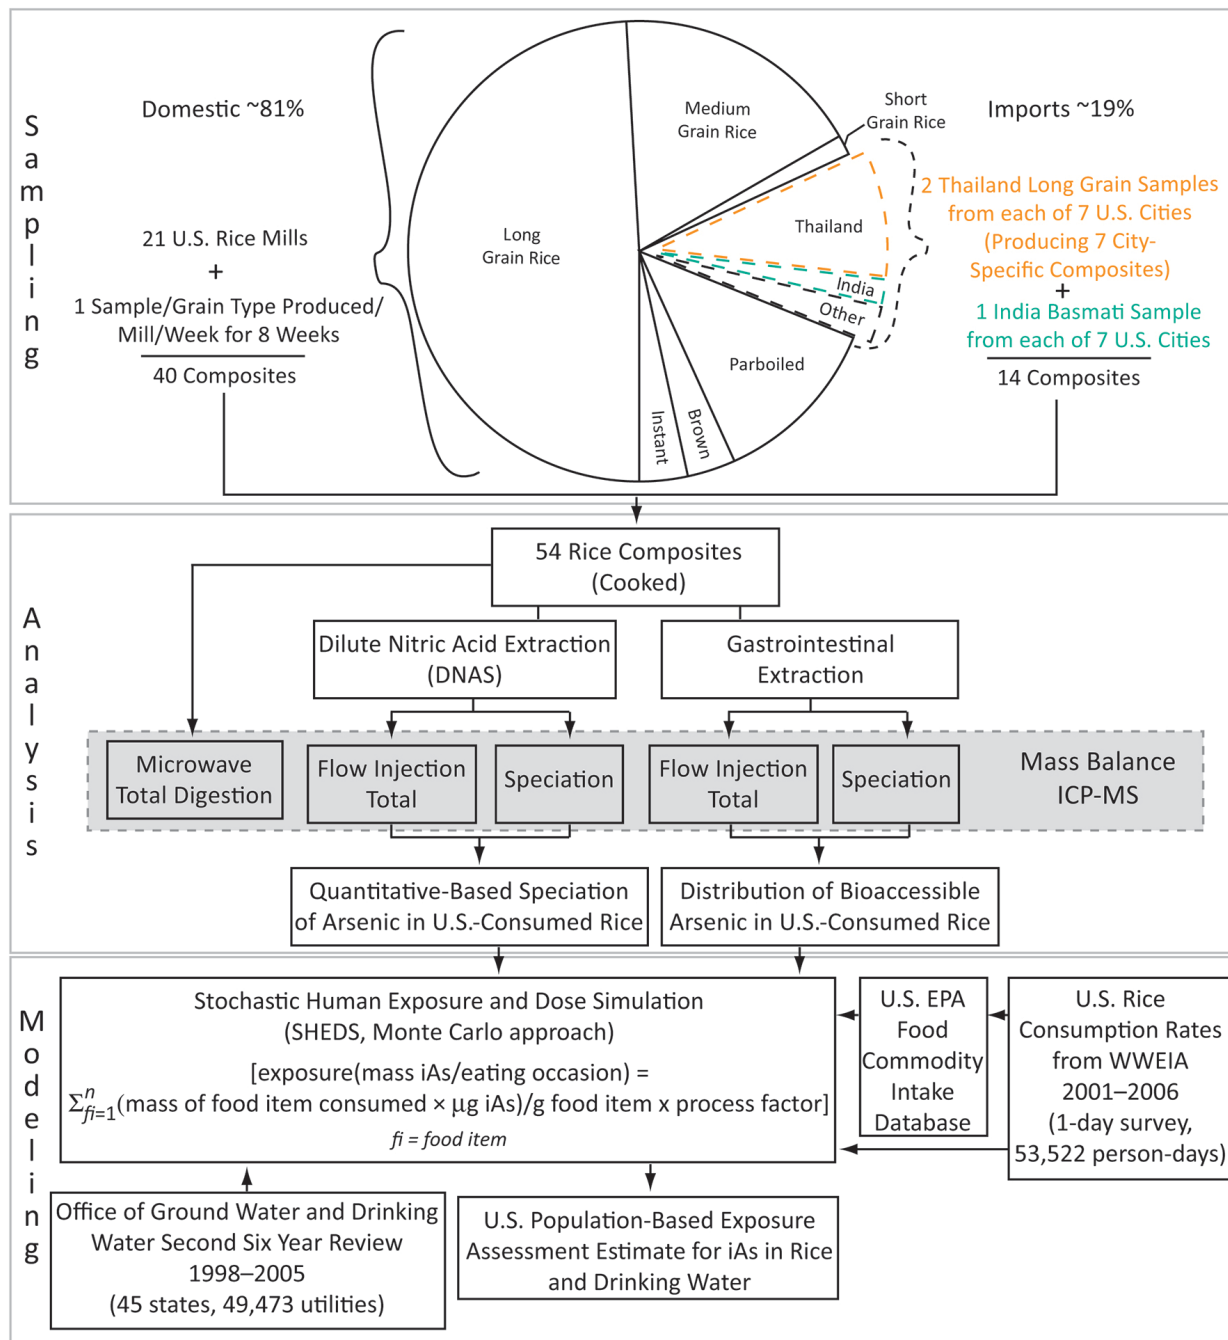 Sampling
Domestic ~81%
21 U.S. Rice Mills
+
1 Sample/Grain Type Produced/
Mill/Week for 8 Weeks
40 Composites
Long
Grain Rice
Medium
Grain Rice
Short
Grain Rice
Thailand
India
Other
Parboiled
Brown
Instant
Imports ~19%
2 Thailand Long Grain Samples
from each of 7 U.S. Cities
(Producing 7 City-
Specific Composites)
+
1 India Basmati Sample
from each of 7 U.S. Cities
14 Composites
Analysis
54 Rice Composites
(Cooked)
Dilute Nitric Acid Extraction
(DNAS)
Gastrointestinal
Extraction
Microwave
Total Digestion
Flow Injection
Total
Speciation
Flow Injection
Total
Speciation
Mass Balance
ICP-MS
Quantitative-Based Speciation
of Arsenic in U.S.-Consumed Rice
Distribution of Bioaccessible
Arsenic in U.S.-Consumed Rice
Modeling
Stochastic Human Exposure and Dose Simulation
(SHEDS, Monte Carlo approach)
[exposure(mass iAs/eating occasion) =
Σⁿfi=1(mass of food item consumed × µg iAs)/g food item x process factor]
fi = food item
U.S. EPA
Food
Commodity
Intake
Database
U.S. Rice
Consumption Rates
from WWEIA
2001–2006
(1-day survey,
53,522 person-days)
Office of Ground Water and Drinking
Water Second Six Year Review
1998–2005
(45 states, 49,473 utilities)
U.S. Population-Based Exposure
Assessment Estimate for iAs in Rice
and Drinking Water